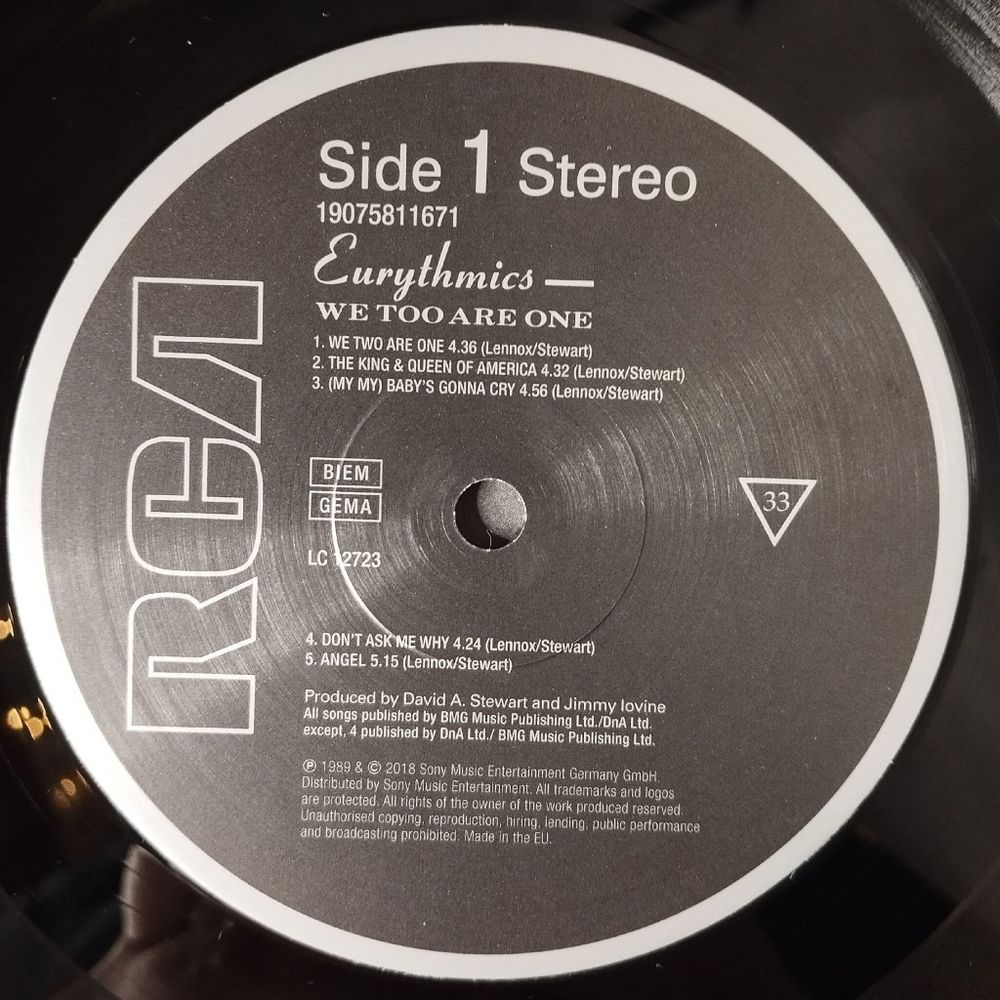 Side 1 Stereo
19075811671
Eurythmics —
WE TOO ARE ONE
1. WE TWO ARE ONE 4.36 (Lennox/Stewart)
2. THE KING & QUEEN OF AMERICA 4.32 (Lennox/Stewart)
3. (MY MY) BABY'S GONNA CRY 4.56 (Lennox/Stewart)
RCA
BIEM
GEMA
33
LC 12723
4. DON'T ASK ME WHY 4.24 (Lennox/Stewart)
5. ANGEL 5.15 (Lennox/Stewart)
Produced by David A. Stewart and Jimmy Iovine
All songs published by BMG Music Publishing Ltd./DnA Ltd.
except, 4 published by DnA Ltd./ BMG Music Publishing Ltd.
℗ 1989 & © 2018 Sony Music Entertainment Germany GmbH.
Distributed by Sony Music Entertainment. All trademarks and logos
are protected. All rights of the owner of the work produced reserved.
Unauthorised copying, reproduction, hiring, lending, public performance
and broadcasting prohibited. Made in the EU.